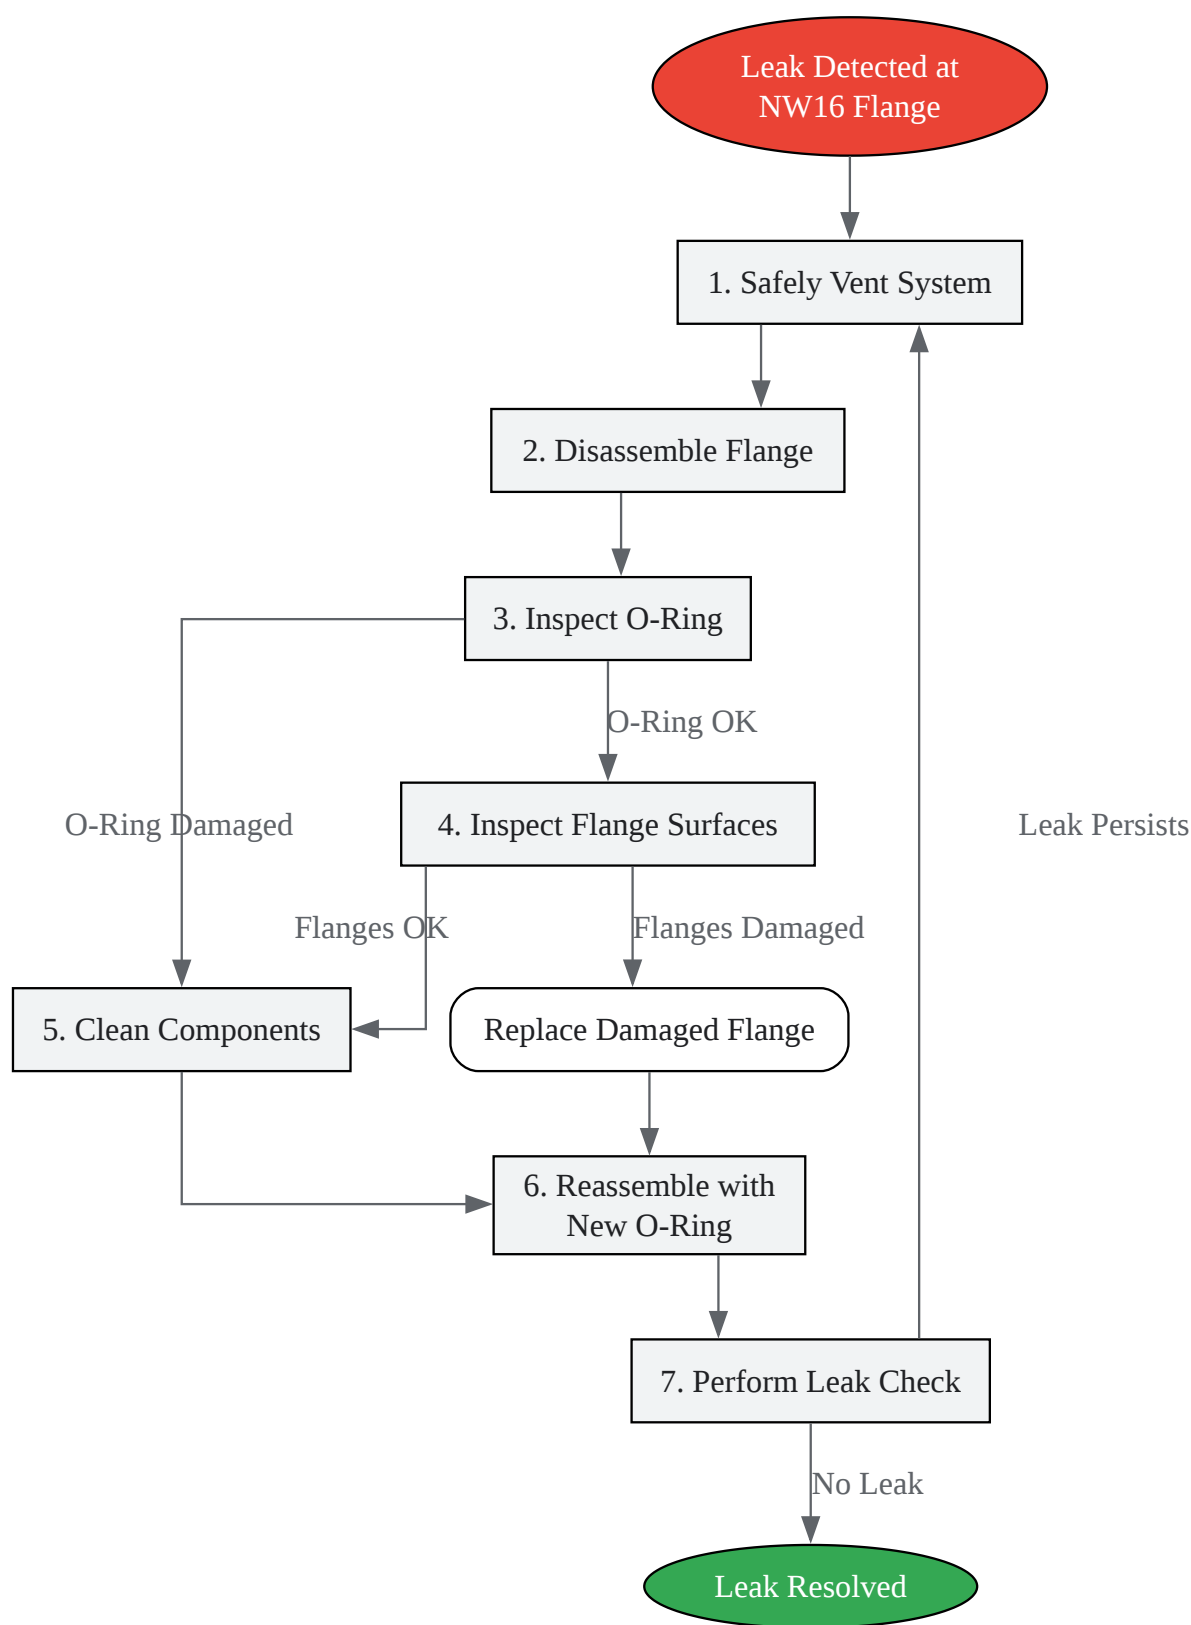 Leak Detected at
NW16 Flange
1. Safely Vent System
2. Disassemble Flange
3. Inspect O-Ring
O-Ring OK
O-Ring Damaged
4. Inspect Flange Surfaces
Leak Persists
Flanges OK
Flanges Damaged
5. Clean Components
Replace Damaged Flange
6. Reassemble with
New O-Ring
7. Perform Leak Check
No Leak
Leak Resolved